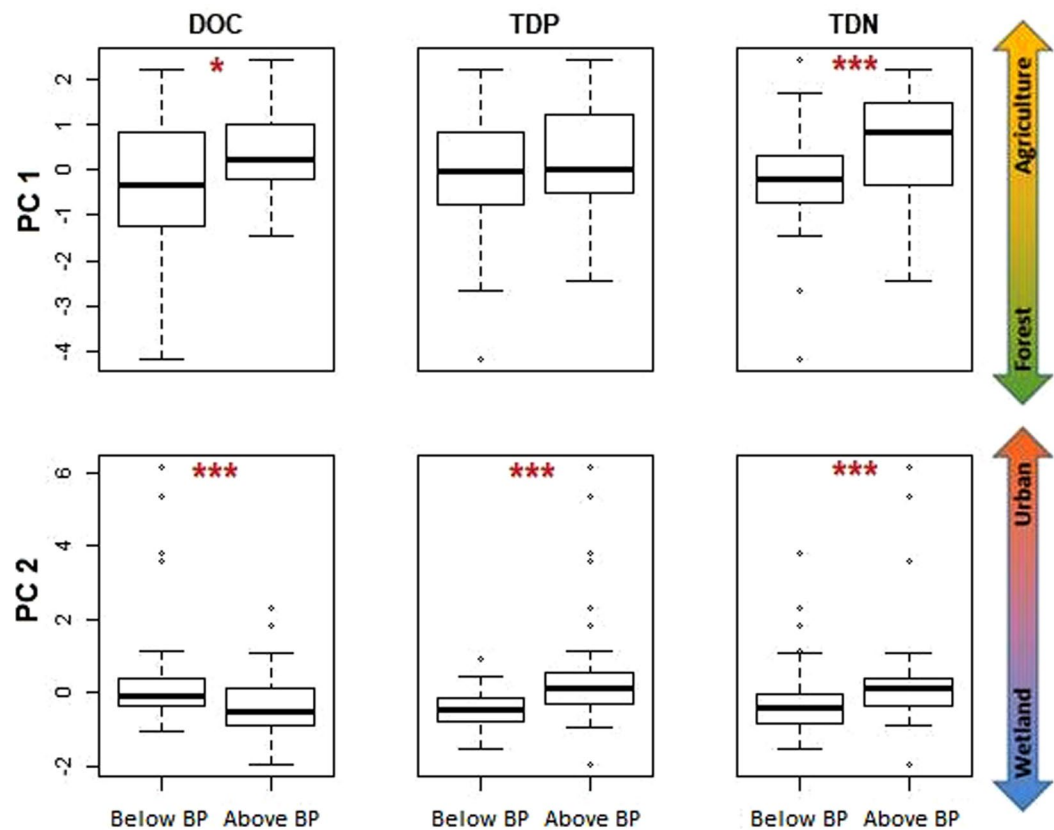 DOC TDP TDN
* ***
PC 1
2
1
0
-1
-2
-3
-4
Agriculture
Forest
*** *** ***
PC 2
6
4
2
0
-2
Urban
Wetland
Below BP Above BP Below BP Above BP Below BP Above BP